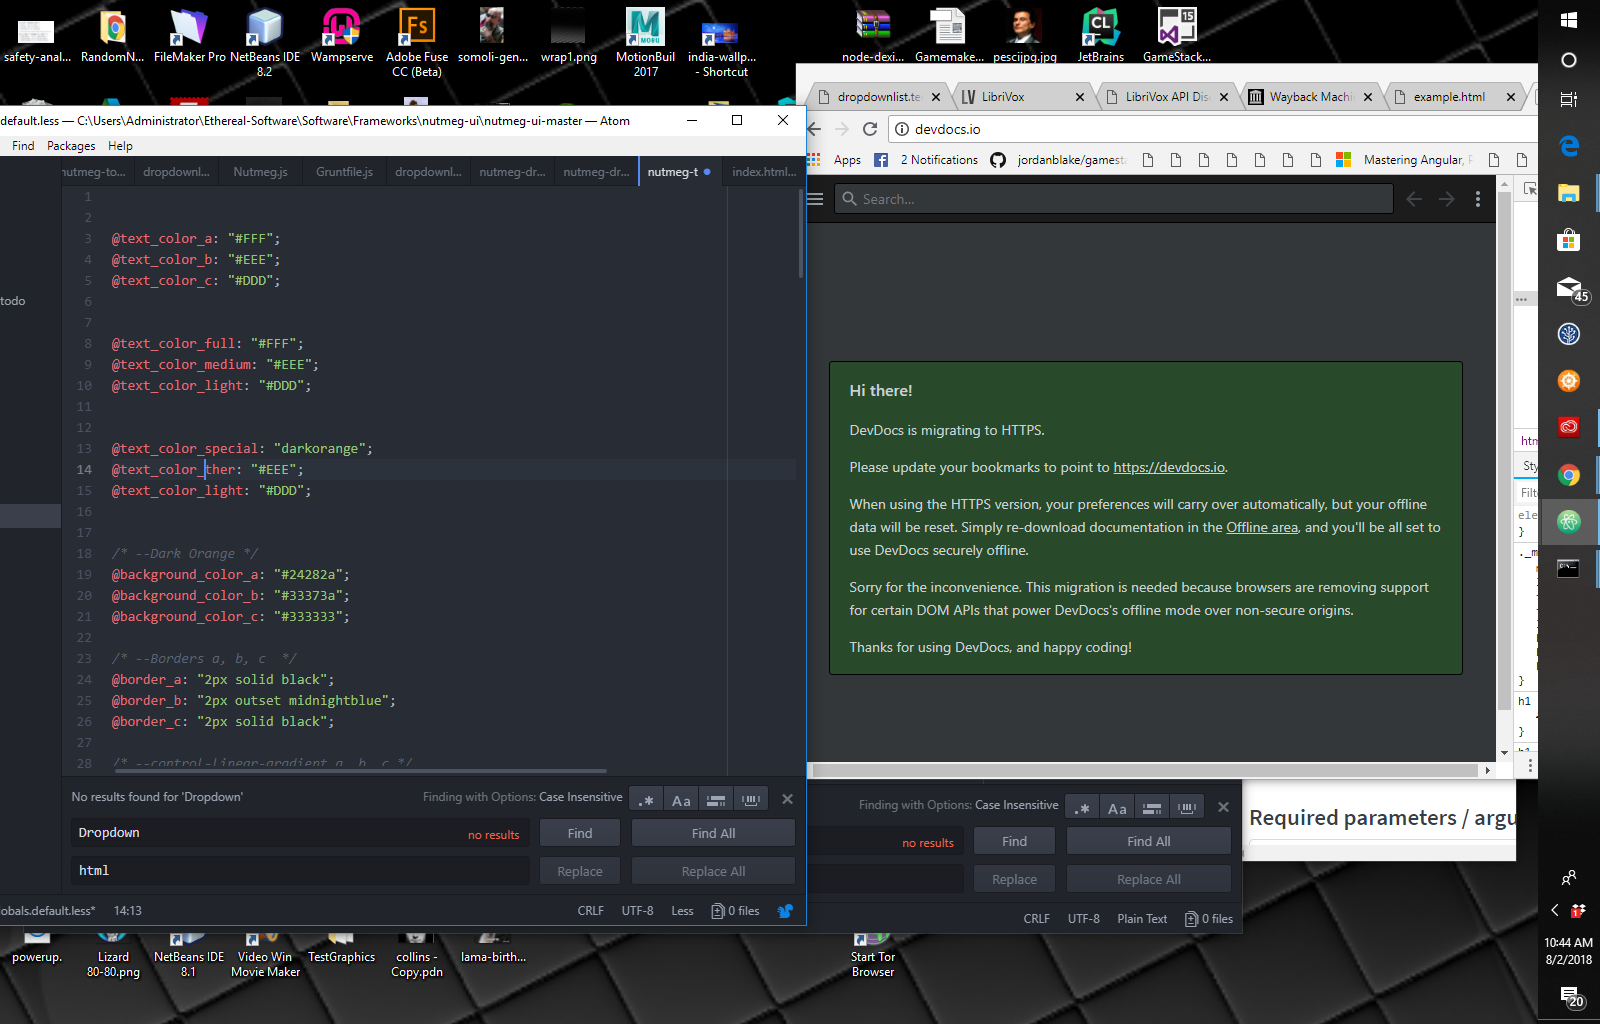 safety-anal...
RandomN...
FileMaker Pro
NetBeans IDE
8.2
Wampserve
Adobe Fuse
CC (Beta)
somoli-gen...
wrap1.png
MotionBuil
2017
india-wallp...
- Shortcut
node-dexi...
Gamemake...
pescijpg.jpg
JetBrains
GameStack...
default.less — C:\Users\Administrator\Ethereal-Software\Software\Frameworks\nutmeg-ui\nutmeg-ui-master — Atom
Find Packages Help
nutmeg-to...
dropdownl...
Nutmeg.js
Gruntfile.js
dropdownl...
nutmeg-dr...
nutmeg-dr...
nutmeg-t
index.html...
todo
1
2
3 @text_color_a: "#FFF";
4 @text_color_b: "#EEE";
5 @text_color_c: "#DDD";
6
7
8 @text_color_full: "#FFF";
9 @text_color_medium: "#EEE";
10 @text_color_light: "#DDD";
11
12
13 @text_color_special: "darkorange";
14 @text_color_ther: "#EEE";
15 @text_color_light: "#DDD";
16
17
18 /* --Dark Orange */
19 @background_color_a: "#24282a";
20 @background_color_b: "#33373a";
21 @background_color_c: "#333333";
22
23 /* --Borders a, b, c */
24 @border_a: "2px solid black";
25 @border_b: "2px outset midnightblue";
26 @border_c: "2px solid black";
27
28 /* --control-linear-gradient a, b, c */
No results found for 'Dropdown'
Finding with Options: Case Insensitive
.* Aa
Dropdown
no results
Find
Find All
html
Replace
Replace All
obals.default.less*
14:13
CRLF
UTF-8
Less
0 files
dropdownlist.te
LibriVox
LibriVox API Dis
Wayback Machi
example.html
devdocs.io
Apps
2 Notifications
jordanblake/gamest
Mastering Angular,
Search...
Hi there!
DevDocs is migrating to HTTPS.
Please update your bookmarks to point to https://devdocs.io.
When using the HTTPS version, your preferences will carry over automatically, but your offline
data will be reset. Simply re-download documentation in the Offline area, and you'll be all set to
use DevDocs securely offline.
Sorry for the inconvenience. This migration is needed because browsers are removing support
for certain DOM APIs that power DevDocs's offline mode over non-secure origins.
Thanks for using DevDocs, and happy coding!
htm
Sty
Filte
ele
}
._m
}
h1
}
Finding with Options: Case Insensitive
.* Aa
no results
Find
Find All
Replace
Replace All
CRLF
UTF-8
Plain Text
0 files
Required parameters / argu
powerup.
Lizard
80-80.png
NetBeans IDE
8.1
Video Win
Movie Maker
TestGraphics
collins -
Copy.pdn
lama-birth...
Start Tor
Browser
45
1
10:44 AM
8/2/2018
20